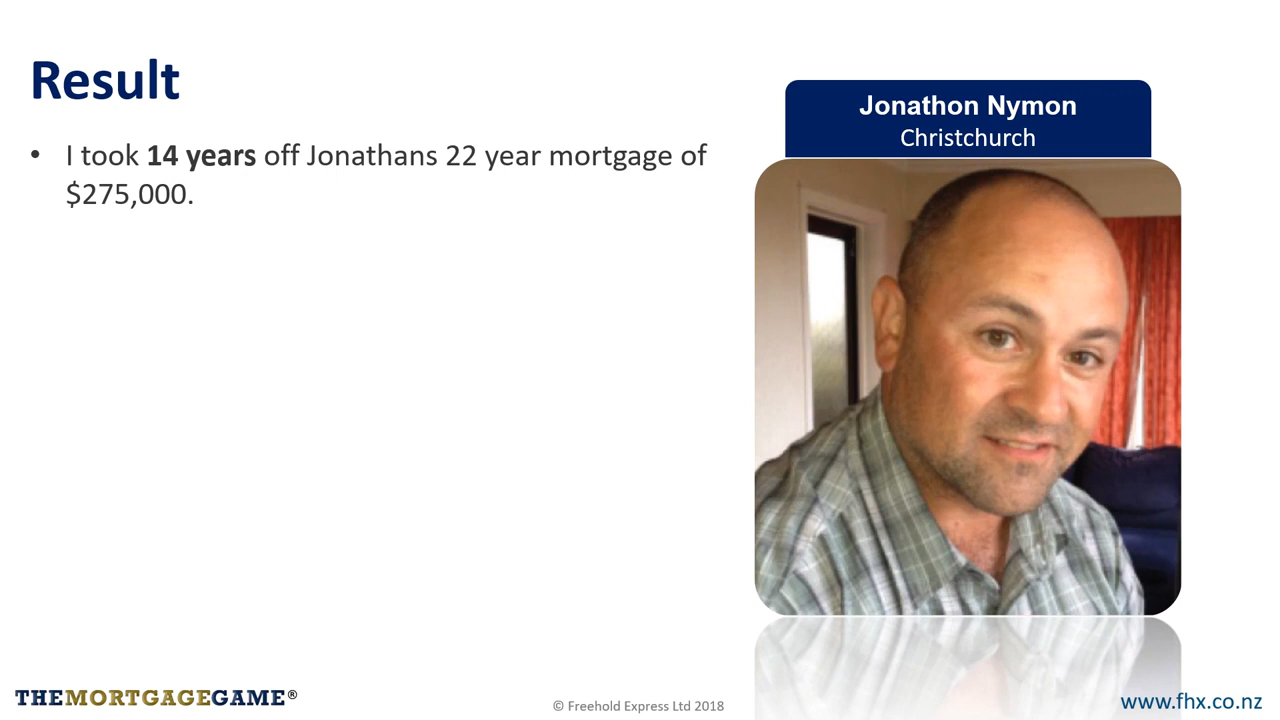 Result
• I took 14 years off Jonathans 22 year mortgage of
$275,000.
Jonathon Nymon
Christchurch
THEMORTGAGEGAME®
© Freehold Express Ltd 2018
www.fhx.co.nz